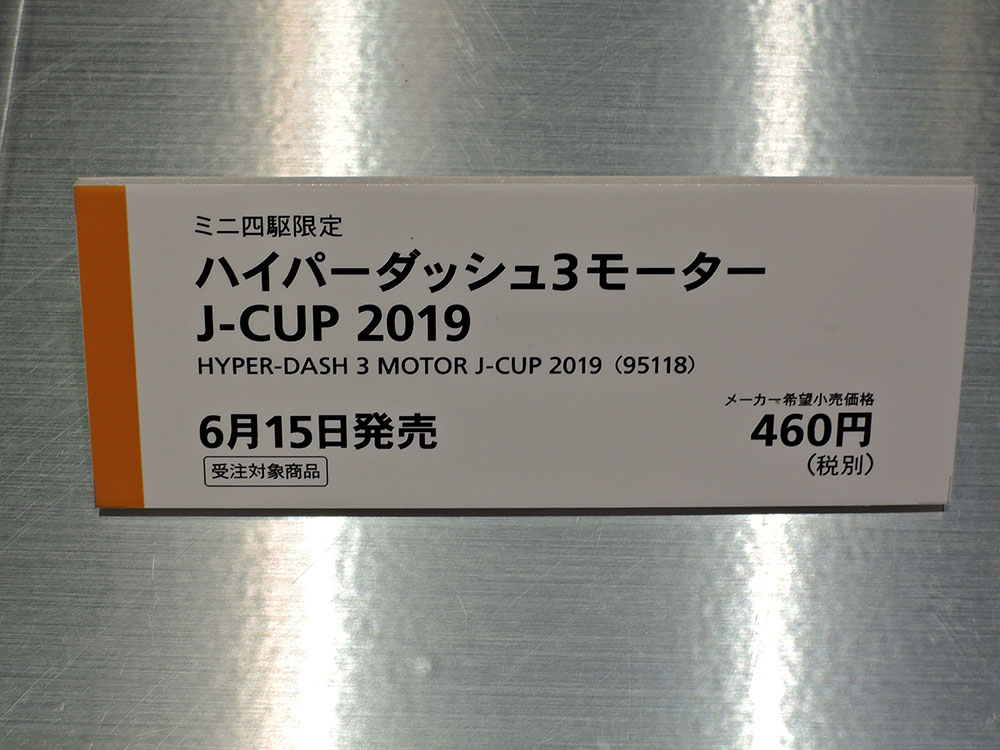 ミニ四駆限定
ハイパーダッシュ3モーター
J-CUP 2019
HYPER-DASH 3 MOTOR J-CUP 2019（95118）
6月15日発売
受注対象商品
メーカー希望小売価格
460円
（税別）